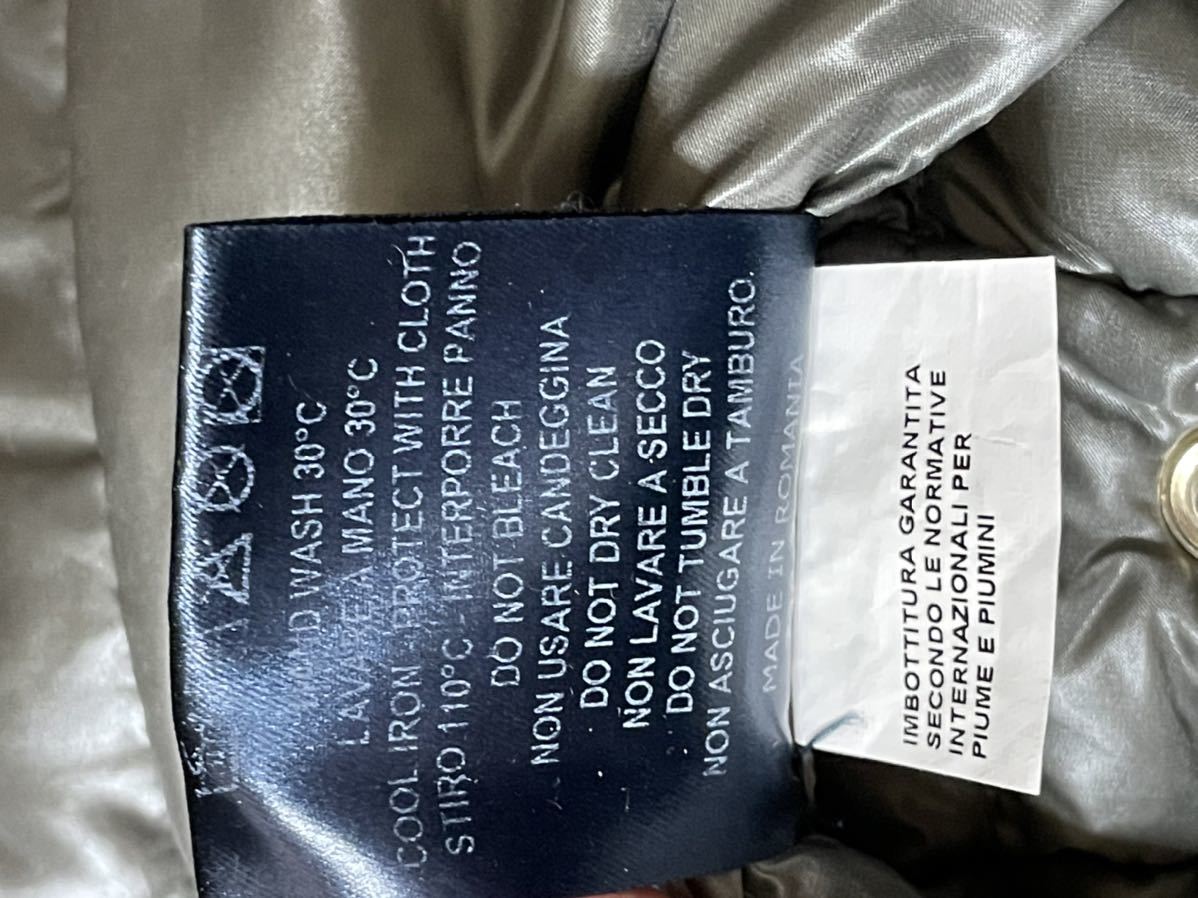 WASH 30°C
LAVARE A MANO 30°C
COOL IRON - PROTECT WITH CLOTH
STIRO 110°C - INTERPORRE PANNO
DO NOT BLEACH
NON USARE CANDEGGINA
DO NOT DRY CLEAN
NON LAVARE A SECCO
DO NOT TUMBLE DRY
NON ASCIUGARE A TAMBURO.
MADE IN ROMANIA
IMBOTTITURA GARANTITA
SECONDO LE NORMATIVE
INTERNAZIONALI PER
PIUME E PIUMINI